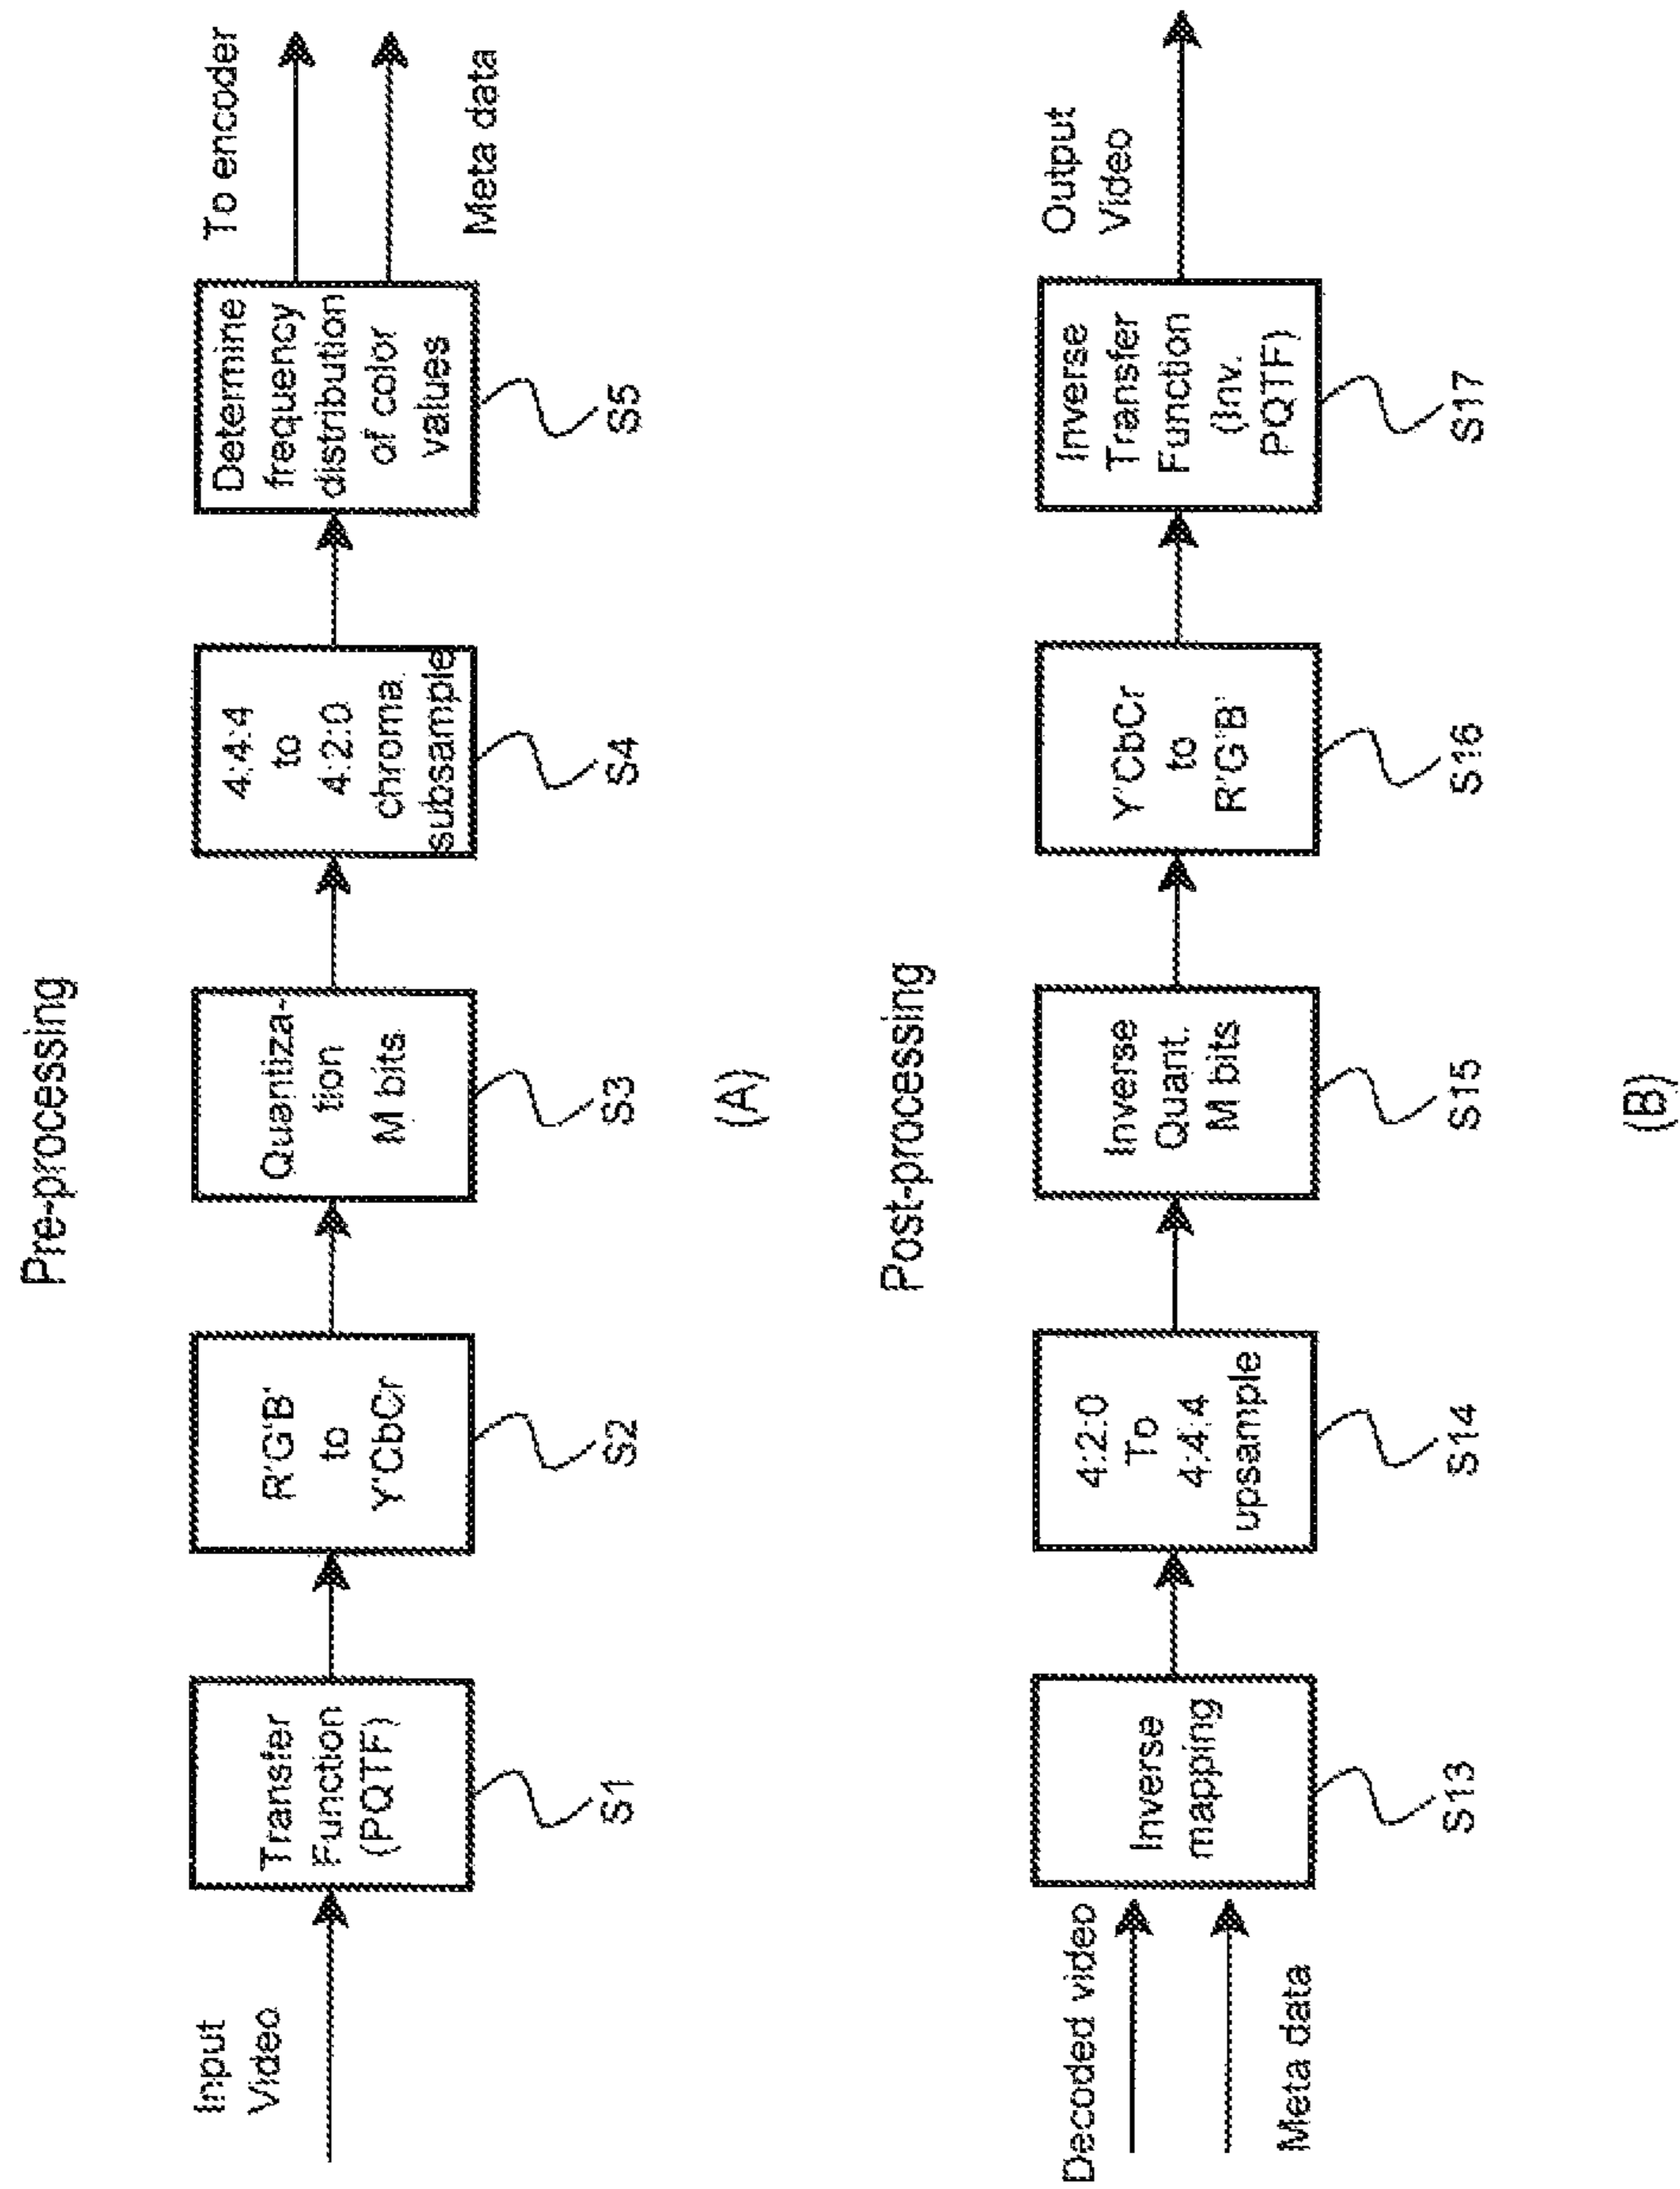 Pre-processing
Input
Video
Transfer
Function
(PQTF)
S1
R'G'B'
to
Y'CbCr
S2
Quantiza-
tion
M bits
S3
4:4:4
to
4:2:0
chroma
subsample
S4
Determine
frequency
distribution
of color
values
S5
To encoder
Meta data
(A)
Post-processing
Decoded video
Meta data
Inverse
mapping
S13
4:2:0
To
4:4:4
upsample
S14
Inverse
Quant.
M bits
S15
Y'CbCr
to
R'G'B'
S16
Inverse
Transfer
Function
(Inv.
PQTF)
S17
Output
Video
(B)